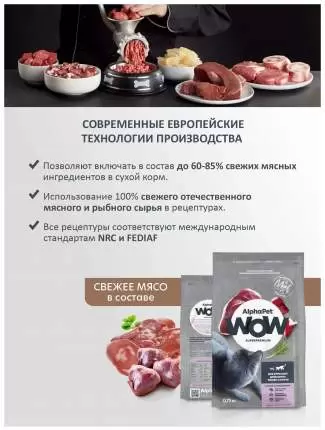 СОВРЕМЕННЫЕ ЕВРОПЕЙСКИЕ
ТЕХНОЛОГИИ ПРОИЗВОДСТВА
Позволяют включать в состав до 60-85% свежих мясных
ингредиентов в сухой корм.
Использование 100% свежего отечественного
мясного и рыбного сырья в рецептурах.
Все рецептуры соответствуют международным
стандартам NRC и FEDIAF
СВЕЖЕЕ МЯСО
в составе
AlphaPet
WOW
SUPERPREMIUM